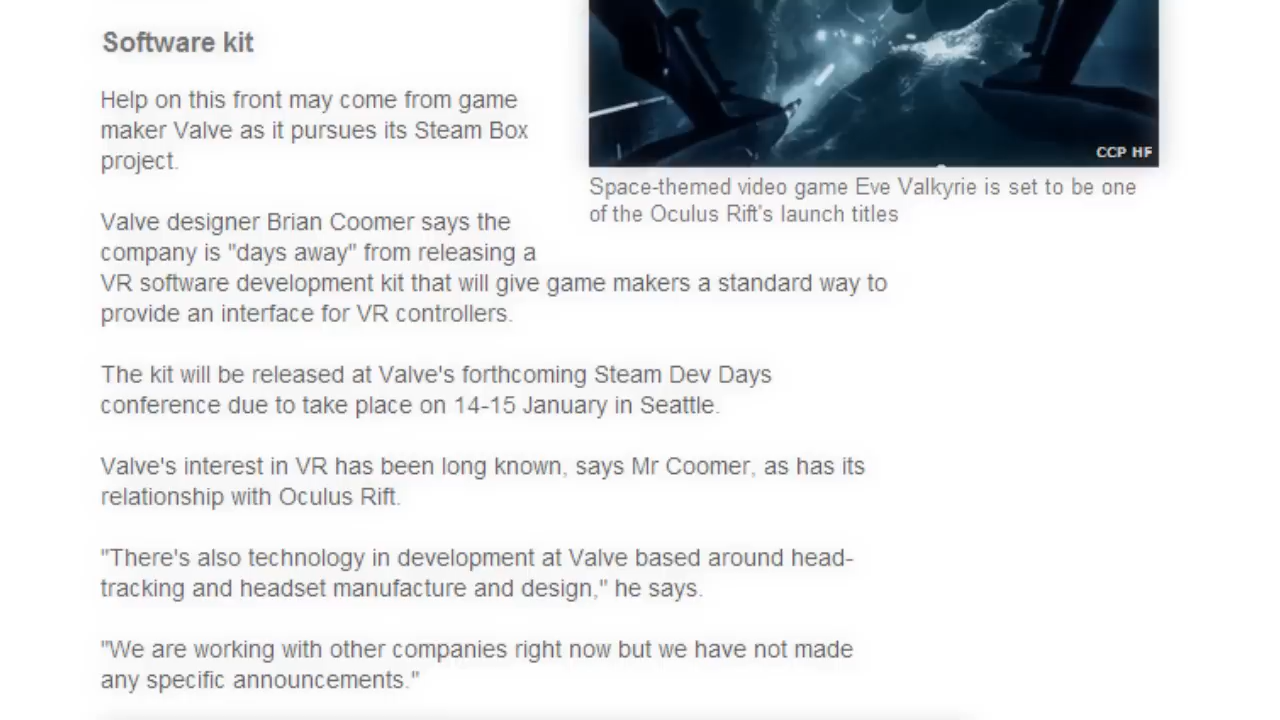 Software kit
Help on this front may come from game
maker Valve as it pursues its Steam Box
project.
Valve designer Brian Coomer says the
company is "days away" from releasing a
VR software development kit that will give game makers a standard way to
provide an interface for VR controllers.
The kit will be released at Valve's forthcoming Steam Dev Days
conference due to take place on 14-15 January in Seattle.
Valve's interest in VR has been long known, says Mr Coomer, as has its
relationship with Oculus Rift.
"There's also technology in development at Valve based around head-
tracking and headset manufacture and design," he says.
"We are working with other companies right now but we have not made
any specific announcements."
CCP HF
Space-themed video game Eve Valkyrie is set to be one
of the Oculus Rift's launch titles